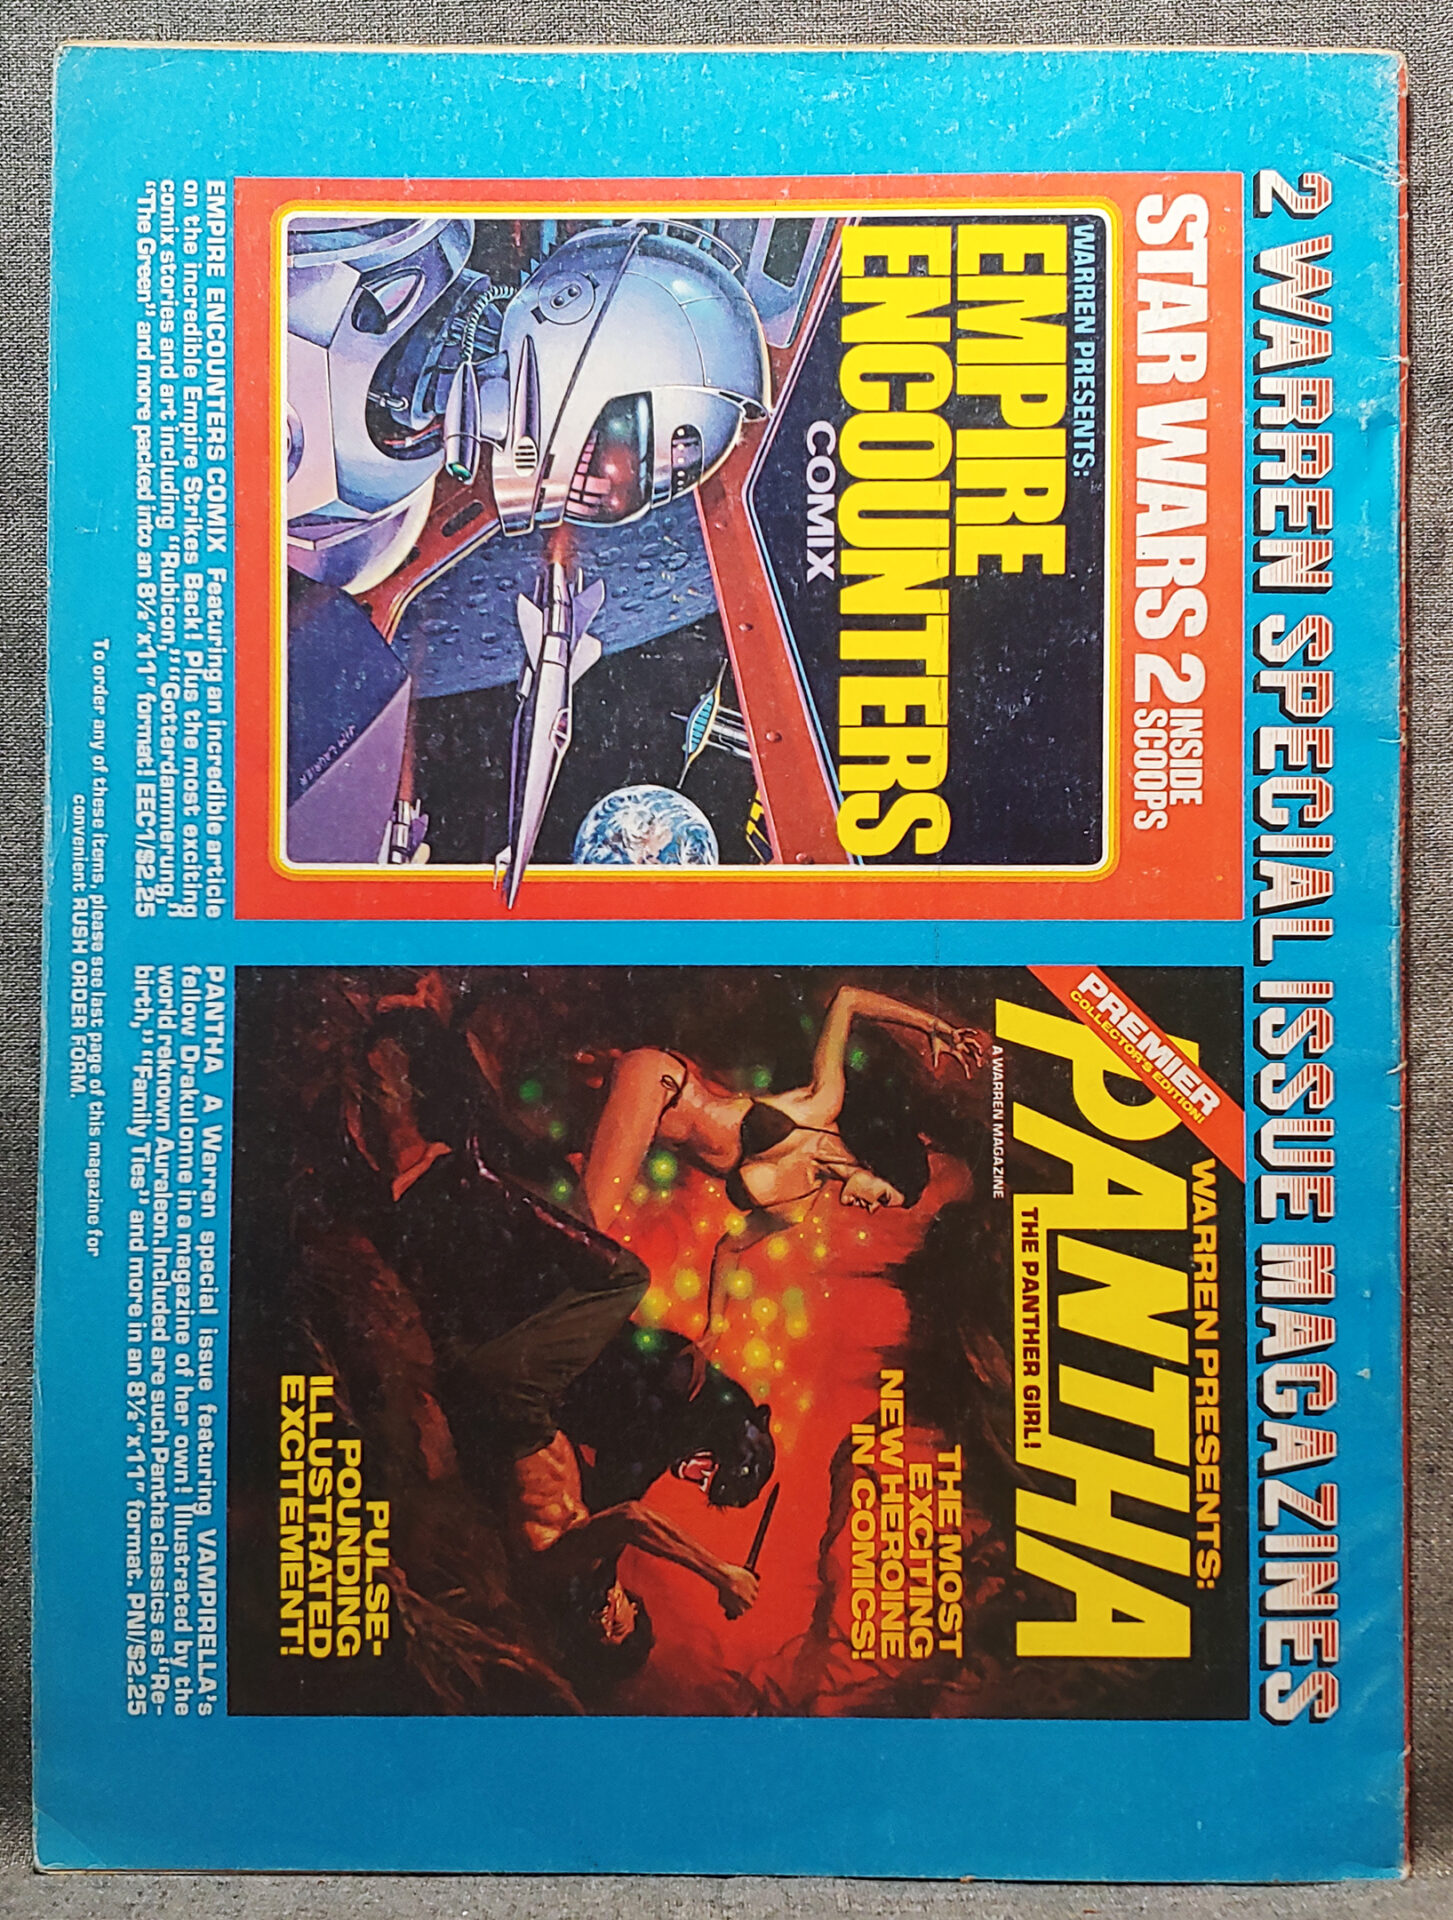 2 WARREN SPECIAL ISSUE MAGAZINES
STAR WARS 2 INSIDE SCOOPS
WARREN PRESENTS:
EMPIRE
ENCOUNTERS
COMIX
JIM LAURIER
EMPIRE ENCOUNTERS COMIX Featuring an incredible article
on the incredible Empire Strikes Back! Plus the most exciting
comix stories and art including "Rubicon," "Gotterdammerung,"
"The Green" and more packed into an 8½"x11" format! EEC1/$2.25
PREMIER
COLLECTOR'S EDITION!
WARREN PRESENTS:
PANTHA
THE PANTHER GIRL!
A WARREN MAGAZINE
THE MOST
EXCITING
NEW HEROINE
IN COMICS!
PULSE-
POUNDING
ILLUSTRATED
EXCITEMENT!
PANTHA A Warren special issue featuring VAMPIRELLA's
fellow Drakulonne in a magazine of her own! Illustrated by the
world reknown Auraleon. Included are such Pantha classics as "Re-
birth," "Family Ties" and more in an 8½"x11" format. PNI/$2.25
To order any of these items, please see last page of this magazine for
convenient RUSH ORDER FORM.